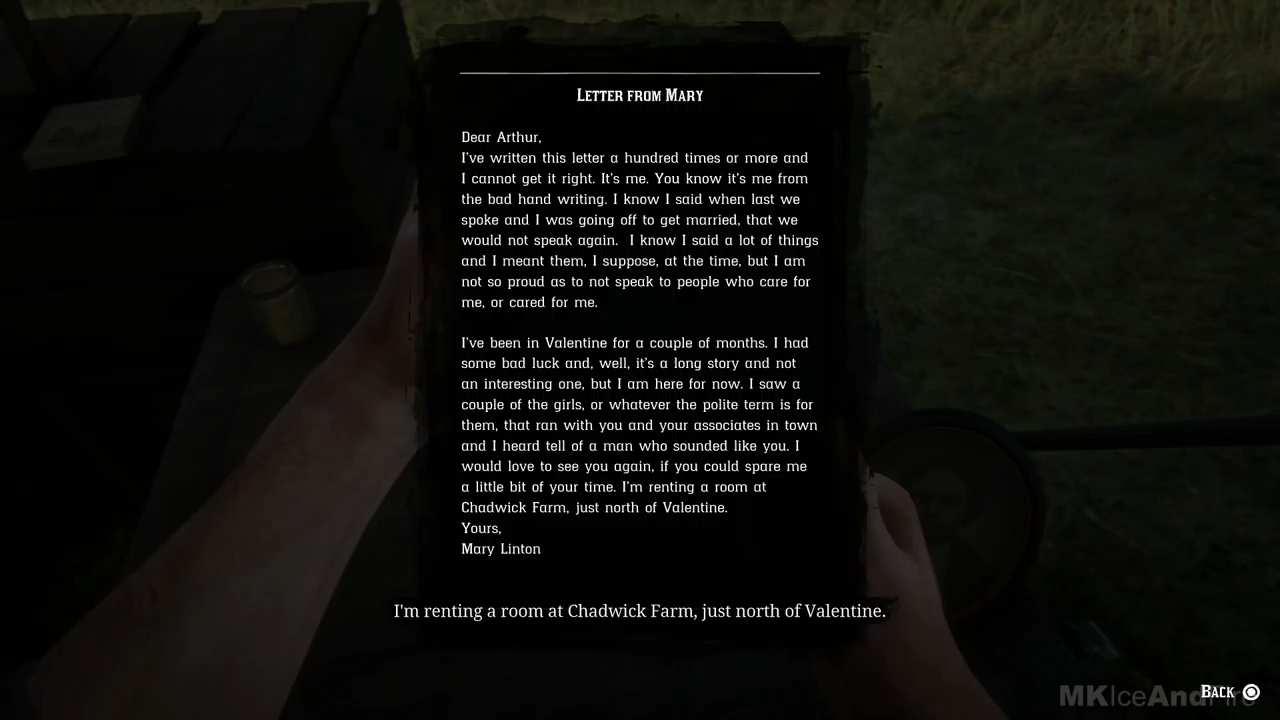 LETTER FROM MARY
Dear Arthur,
I've written this letter a hundred times or more and
I cannot get it right. It's me. You know it's me from
the bad hand writing. I know I said when last we
spoke and I was going off to get married, that we
would not speak again.  I know I said a lot of things
and I meant them, I suppose, at the time, but I am
not so proud as to not speak to people who care for
me, or cared for me.
I've been in Valentine for a couple of months. I had
some bad luck and, well, it's a long story and not
an interesting one, but I am here for now. I saw a
couple of the girls, or whatever the polite term is for
them, that ran with you and your associates in town
and I heard tell of a man who sounded like you. I
would love to see you again, if you could spare me
a little bit of your time. I'm renting a room at
Chadwick Farm, just north of Valentine.
Yours,
Mary Linton
I'm renting a room at Chadwick Farm, just north of Valentine.
BACK
MKIceAndFire